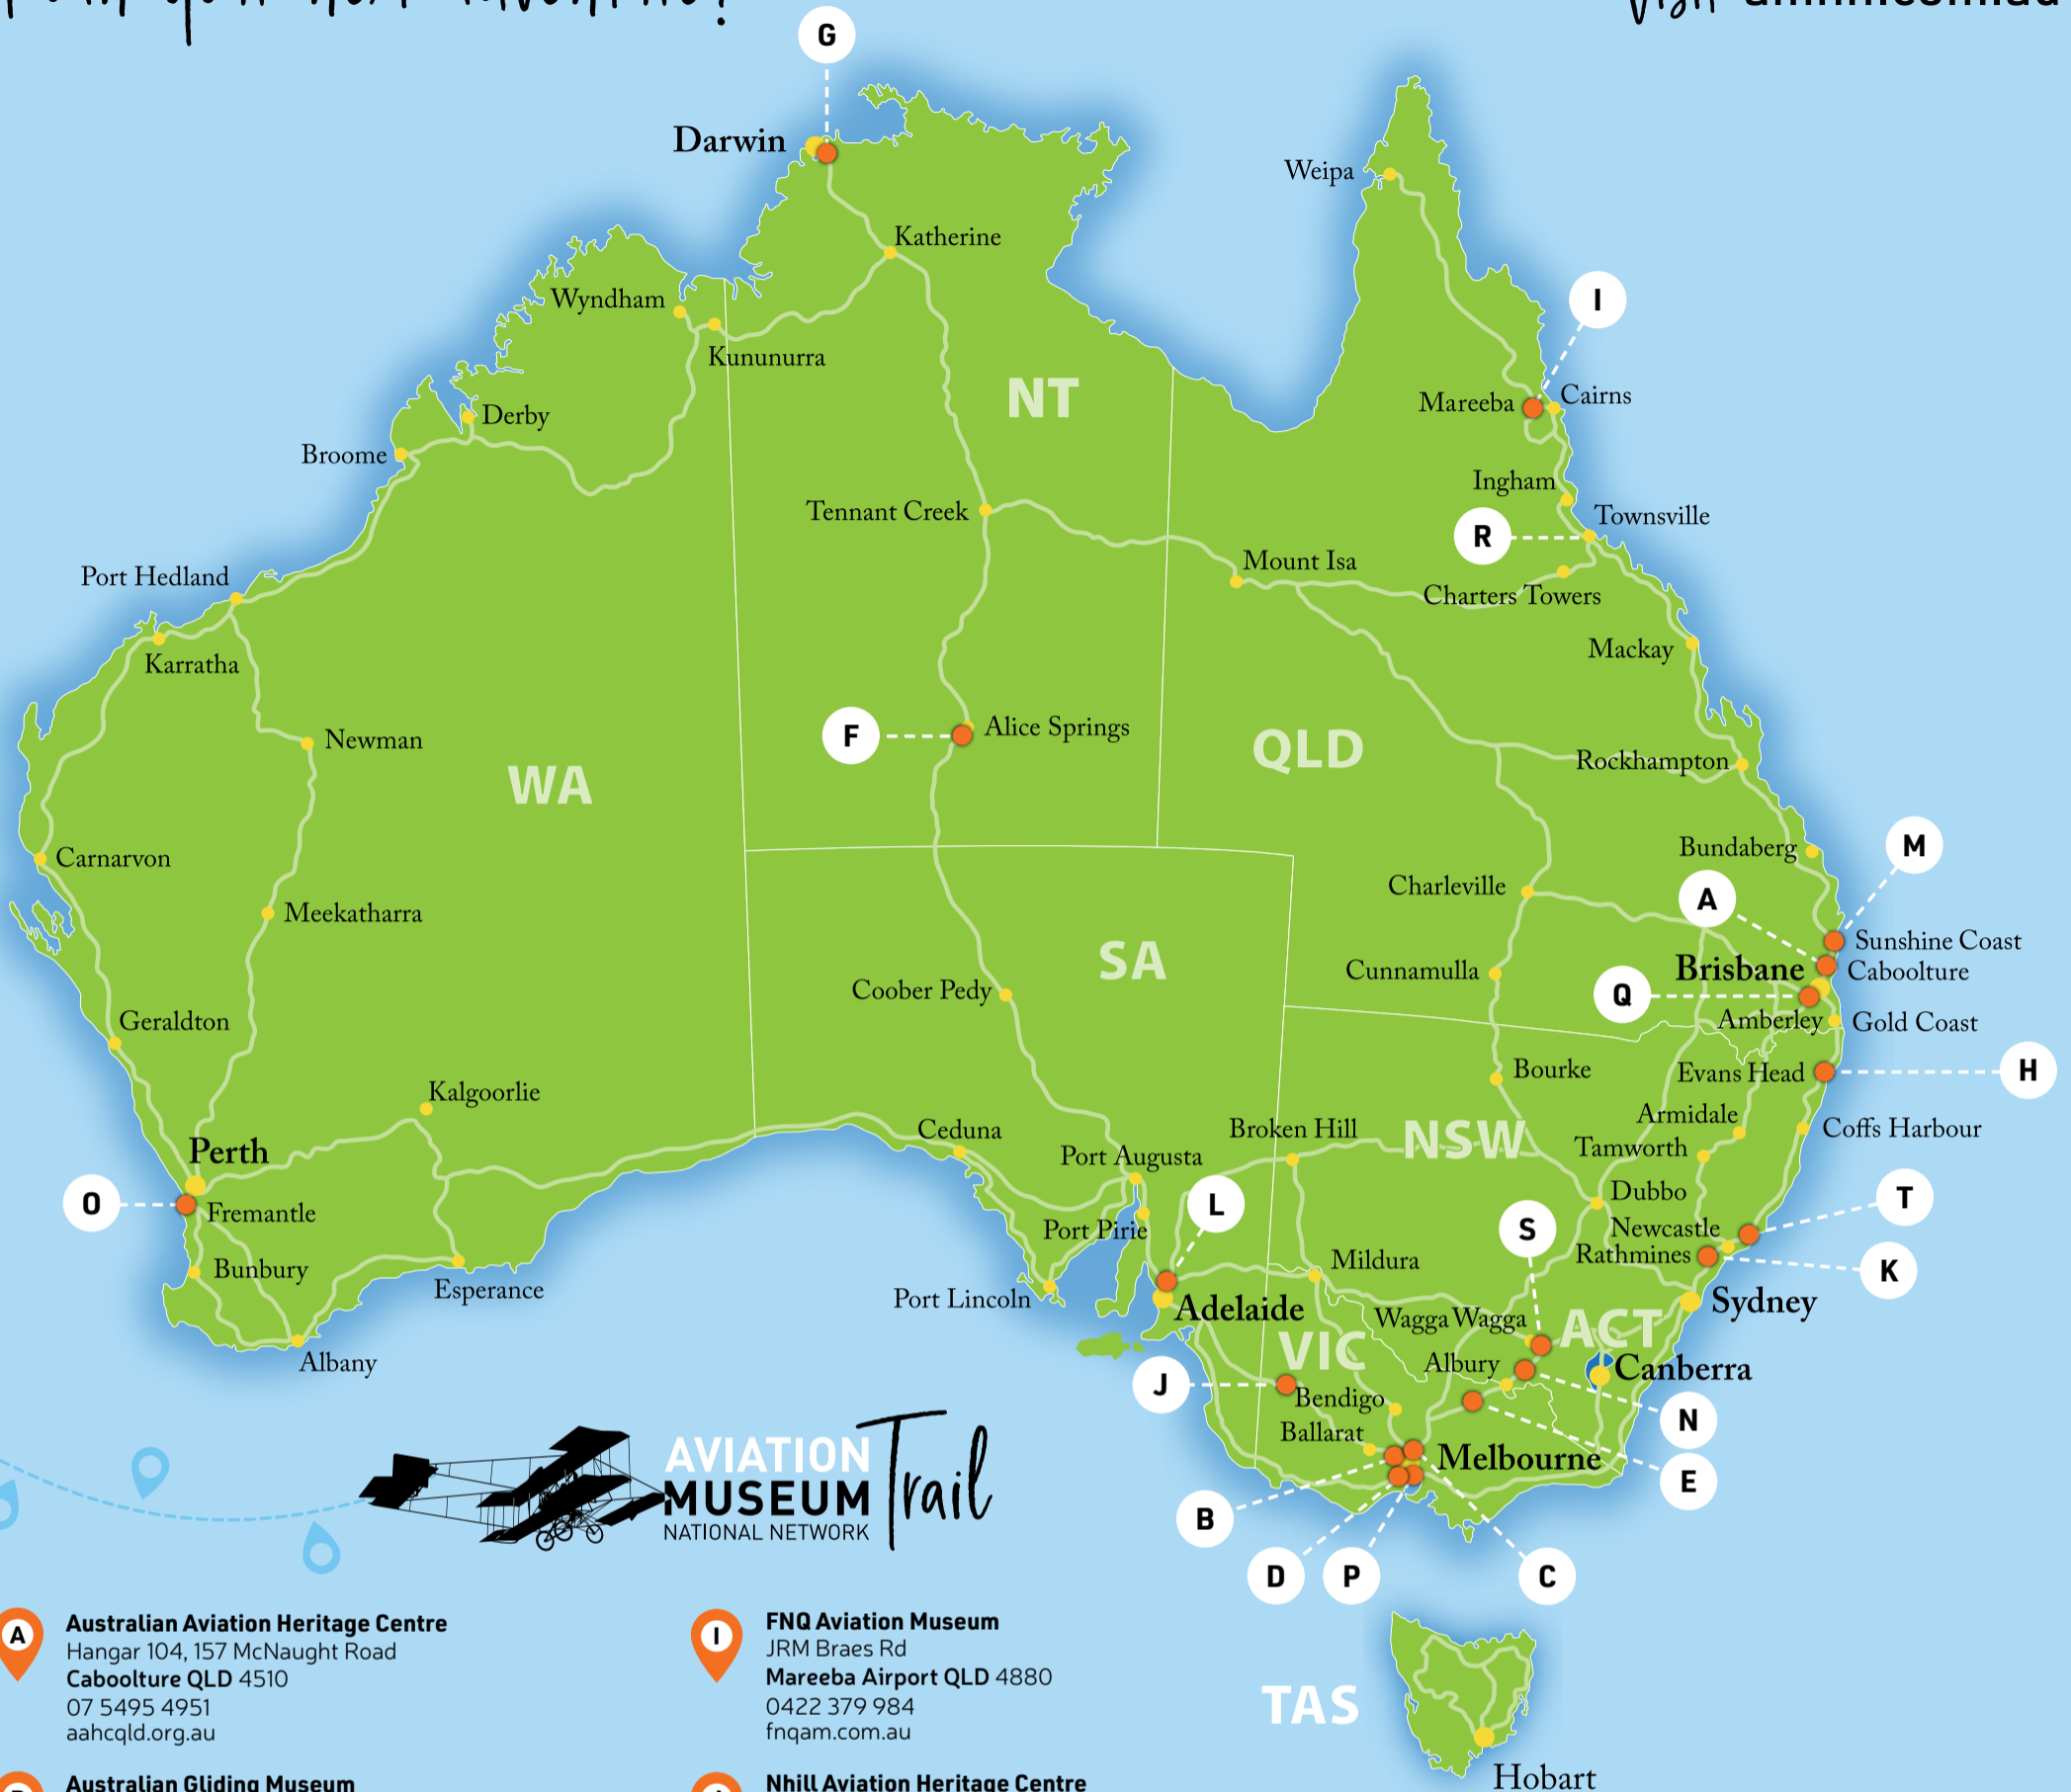 G
Darwin
Weipa
Katherine
Wyndham
I
Kununurra
NT
Mareeba
Cairns
Derby
Broome
Ingham
Tennant Creek
R
Townsville
Mount Isa
Port Hedland
Charters Towers
Mackay
Karratha
F
Alice Springs
Newman
QLD
Rockhampton
WA
M
Bundaberg
Carnarvon
Charleville
A
Meekatharra
Sunshine Coast
SA
Brisbane
Caboolture
Cunnamulla
Coober Pedy
Q
Geraldton
Amberley
Gold Coast
Bourke
Evans Head
H
Kalgoorlie
Armidale
Ceduna
Broken Hill
NSW
Coffs Harbour
Perth
Port Augusta
Tamworth
O
Fremantle
L
Dubbo
T
Port Pirie
S
Newcastle
Rathmines
Bunbury
Mildura
K
Esperance
Port Lincoln
Adelaide
Wagga Wagga
ACT
Sydney
VIC
Albany
Albury
Canberra
J
Bendigo
N
Ballarat
Melbourne
E
B
D
P
C
AVIATION
MUSEUM
Trail
NATIONAL NETWORK
A
Australian Aviation Heritage Centre
Hangar 104, 157 McNaught Road
Caboolture QLD 4510
07 5495 4951
aahcqld.org.au
I
FNQ Aviation Museum
JRM Braes Rd
Mareeba Airport QLD 4880
0422 379 984
fnqam.com.au
TAS
Hobart
Australian Gliding Museum
Nhill Aviation Heritage Centre